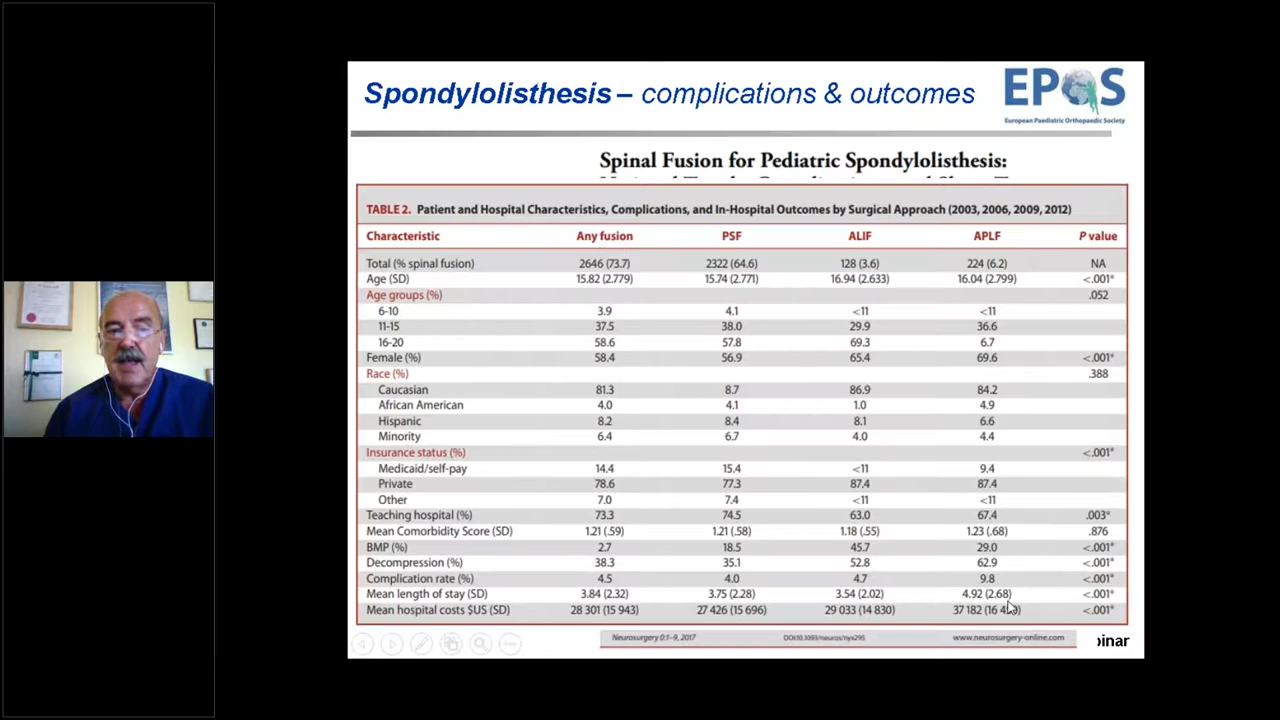 Spondylolisthesis – complications & outcomes
EPOS
European Paediatric Orthopaedic Society
Spinal Fusion for Pediatric Spondylolisthesis:
TABLE 2. Patient and Hospital Characteristics, Complications, and In-Hospital Outcomes by Surgical Approach (2003, 2006, 2009, 2012)
Characteristic Any fusion PSF ALIF APLF P value
Total (% spinal fusion) 2646 (73.7) 2322 (64.6) 128 (3.6) 224 (6.2) NA
Age (SD) 15.82 (2.779) 15.74 (2.771) 16.94 (2.633) 16.04 (2.799) <.001*
Age groups (%) .052
6-10 3.9 4.1 <11 <11
11-15 37.5 38.0 29.9 36.6
16-20 58.6 57.8 69.3 6.7
Female (%) 58.4 56.9 65.4 69.6 <.001*
Race (%) .388
Caucasian 81.3 8.7 86.9 84.2
African American 4.0 4.1 1.0 4.9
Hispanic 8.2 8.4 8.1 6.6
Minority 6.4 6.7 4.0 4.4
Insurance status (%) <.001*
Medicaid/self-pay 14.4 15.4 <11 9.4
Private 78.6 77.3 87.4 87.4
Other 7.0 7.4 <11 <11
Teaching hospital (%) 73.3 74.5 63.0 67.4 .003*
Mean Comorbidity Score (SD) 1.21 (.59) 1.21 (.58) 1.18 (.55) 1.23 (.68) .876
BMP (%) 2.7 18.5 45.7 29.0 <.001*
Decompression (%) 38.3 35.1 52.8 62.9 <.001*
Complication rate (%) 4.5 4.0 4.7 9.8 <.001*
Mean length of stay (SD) 3.84 (2.32) 3.75 (2.28) 3.54 (2.02) 4.92 (2.68) <.001*
Mean hospital costs $US (SD) 28 301 (15 943) 27 426 (15 696) 29 033 (14 830) 37 182 (16 <.001*
Neurosurgery 0:1–9, 2017 DOI:10.1093/neuros/nyx295 www.neurosurgery-online.com
inar